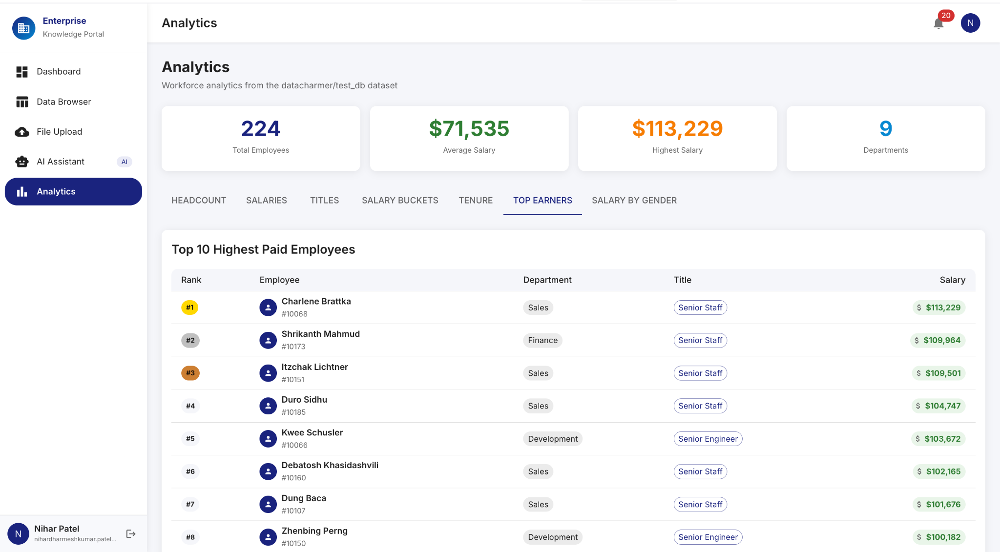 Enterprise
Knowledge Portal
Dashboard
Data Browser
File Upload
AI Assistant AI
Analytics
Nihar Patel
nihardharmeshkumar.patel...
N
Analytics
20
N
Analytics
Workforce analytics from the datacharmer/test_db dataset
224
Total Employees
$71,535
Average Salary
$113,229
Highest Salary
9
Departments
HEADCOUNT SALARIES TITLES SALARY BUCKETS TENURE TOP EARNERS SALARY BY GENDER
Top 10 Highest Paid Employees
Rank Employee Department Title Salary
#1 Charlene Brattka Sales Senior Staff $ $113,229
#10068
#2 Shrikanth Mahmud Finance Senior Staff $ $109,964
#10173
#3 Itzchak Lichtner Sales Senior Staff $ $109,501
#10151
#4 Duro Sidhu Sales Senior Staff $ $104,747
#10185
#5 Kwee Schusler Development Senior Engineer $ $103,672
#10066
#6 Debatosh Khasidashvili Sales Senior Staff $ $102,165
#10160
#7 Dung Baca Sales Senior Staff $ $101,676
#10107
#8 Zhenbing Perng Development Senior Engineer $ $100,182
#10150